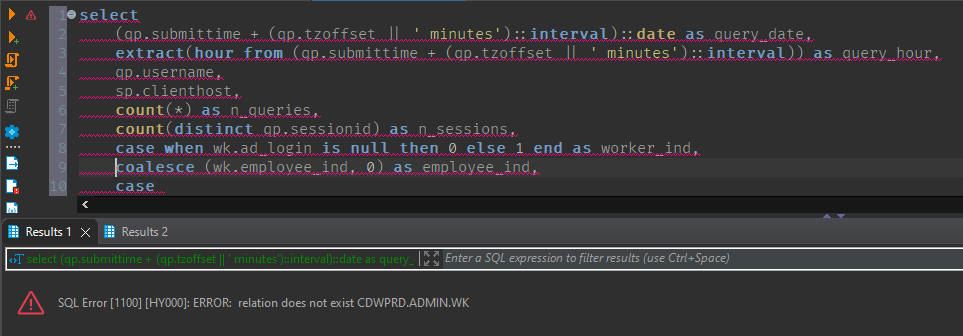 1 select
2 (qp.submittime + (qp.tzoffset || ' minutes')::interval)::date as query_date,
3 extract(hour from (qp.submittime + (qp.tzoffset || ' minutes')::interval)) as query_hour,
4 qp.username,
5 sp.clienthost,
6 count(*) as n_queries,
7 count(distinct qp.sessionid) as n_sessions,
8 case when wk.ad_login is null then 0 else 1 end as worker_ind,
9 coalesce (wk.employee_ind, 0) as employee_ind,
10 case
Results 1 Results 2
select (qp.submittime + (qp.tzoffset || ' minutes')::interval)::date as query_ Enter a SQL expression to filter results (use Ctrl+Space)
SQL Error [1100] [HY000]: ERROR: relation does not exist CDWPRD.ADMIN.WK